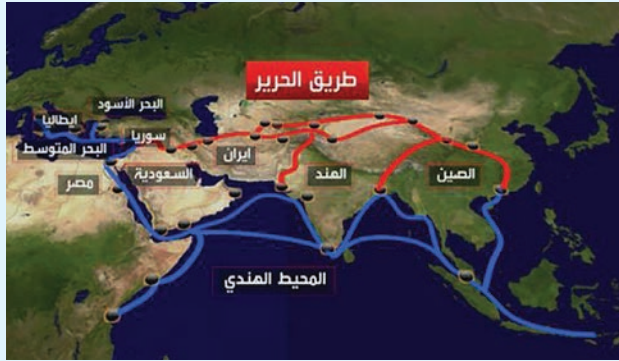 طريق الحرير
البحر الأسود
ايطاليا
سوريا
البحر المتوسط
ايران
السعودية
الهند
الصين
مصر
المحيط الهندي